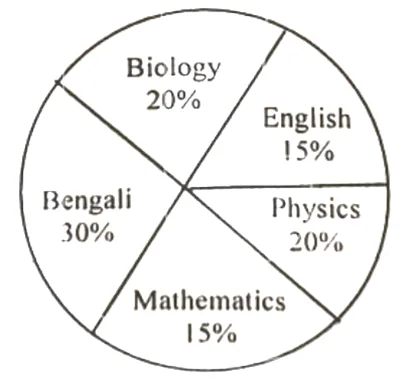 Biology
20%
English
15%
Bengali
30%
Physics
20%
Mathematics
15%